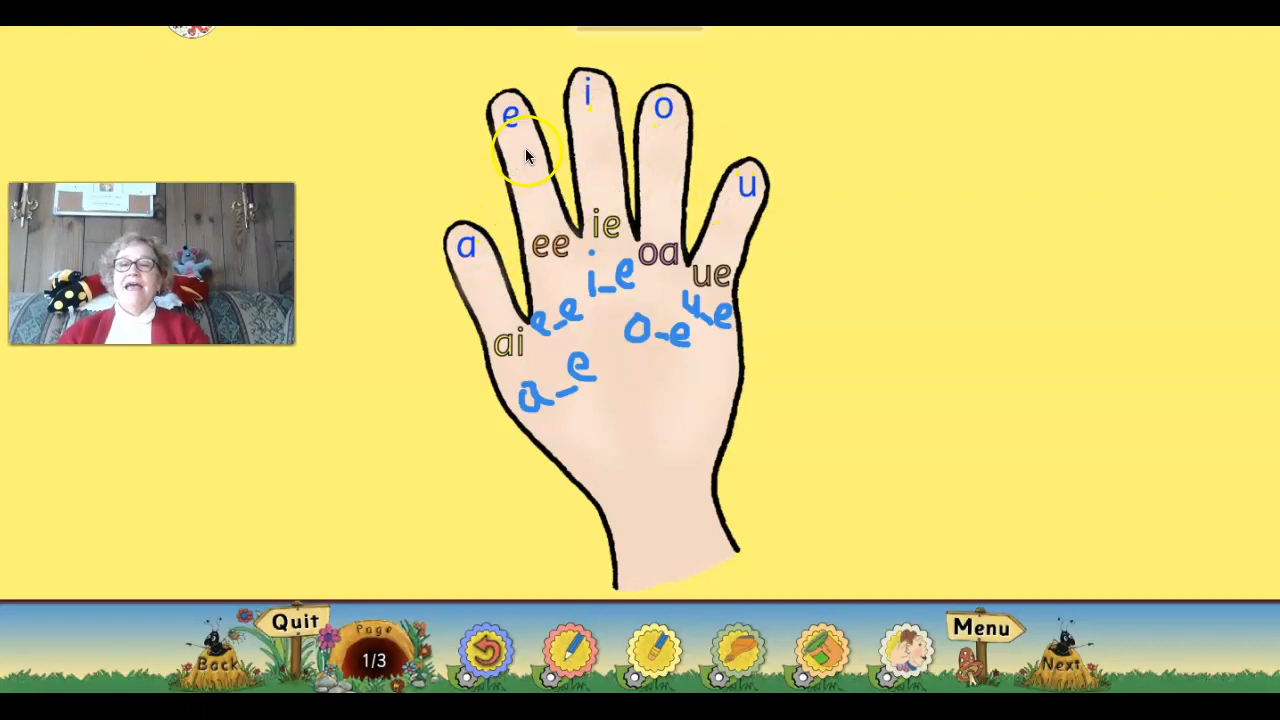 i
e
o
u
a
ie
ee
oa
ue
i_e
e_e
u_e
o_e
ai
a_e
Quit
Page
1/3
Back
Menu
Next